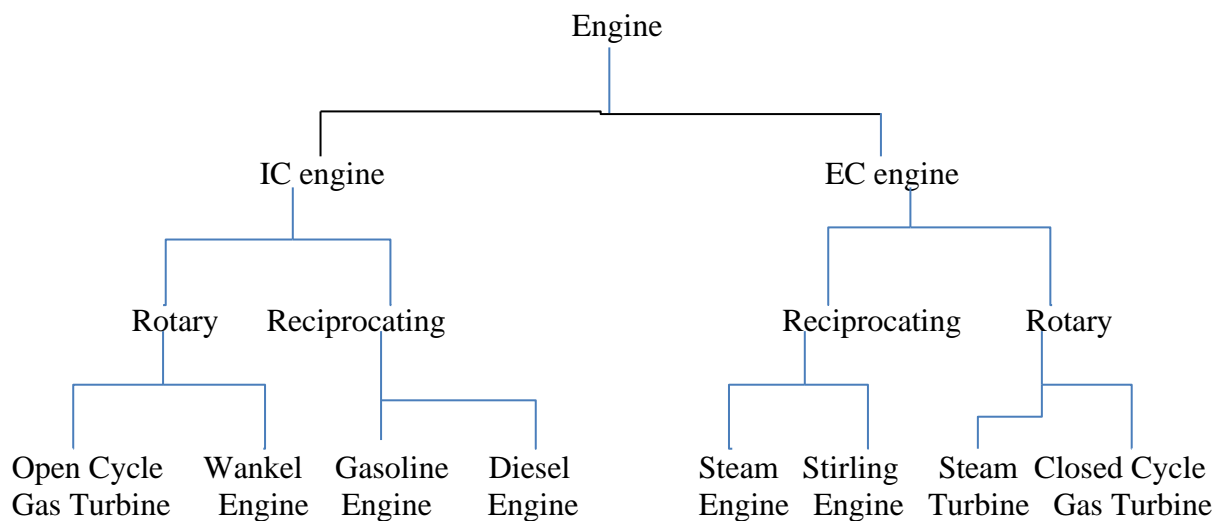 Engine
IC engine EC engine
Rotary Reciprocating Reciprocating Rotary
Open Cycle Wankel Gasoline Diesel Steam Stirling Steam Closed Cycle
Gas Turbine Engine Engine Engine Engine Engine Turbine Gas Turbine